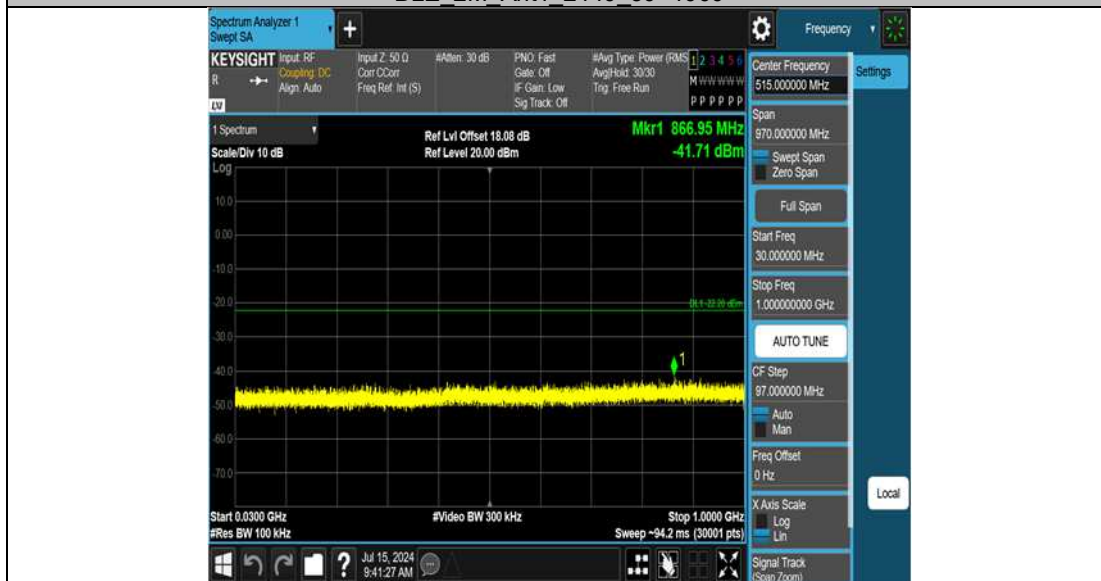 Spectrum Analyzer 1
Swept SA
+
Frequency
KEYSIGHT
R
LXI
Input: RF
Coupling: DC
Align: Auto
Input Z: 50 Ω
Corr CCorr
Freq Ref: Int (S)
#Atten: 30 dB
PNO: Fast
Gate: Off
IF Gain: Low
Sig Track: Off
#Avg Type: Power (RMS
Avg|Hold: 30/30
Trig: Free Run
1 2 3 4 5 6
M W W W W W
P P P P P P
1 Spectrum
Scale/Div 10 dB
Log
Ref Lvl Offset 18.08 dB
Ref Level 20.00 dBm
Mkr1 866.95 MHz
-41.71 dBm
10.0
0.00
-10.0
-20.0
-30.0
-40.0
-50.0
-60.0
-70.0
DL1 -22.20 dBm
1
Start 0.0300 GHz
#Res BW 100 kHz
#Video BW 300 kHz
Stop 1.0000 GHz
Sweep ~94.2 ms (30001 pts)
?
Jul 15, 2024
9:41:27 AM
Center Frequency
515.000000 MHz
Settings
Span
970.000000 MHz
Swept Span
Zero Span
Full Span
Start Freq
30.000000 MHz
Stop Freq
1.000000000 GHz
AUTO TUNE
CF Step
97.000000 MHz
Auto
Man
Freq Offset
0 Hz
X Axis Scale
Log
Lin
Local
Signal Track
(Span Zoom)